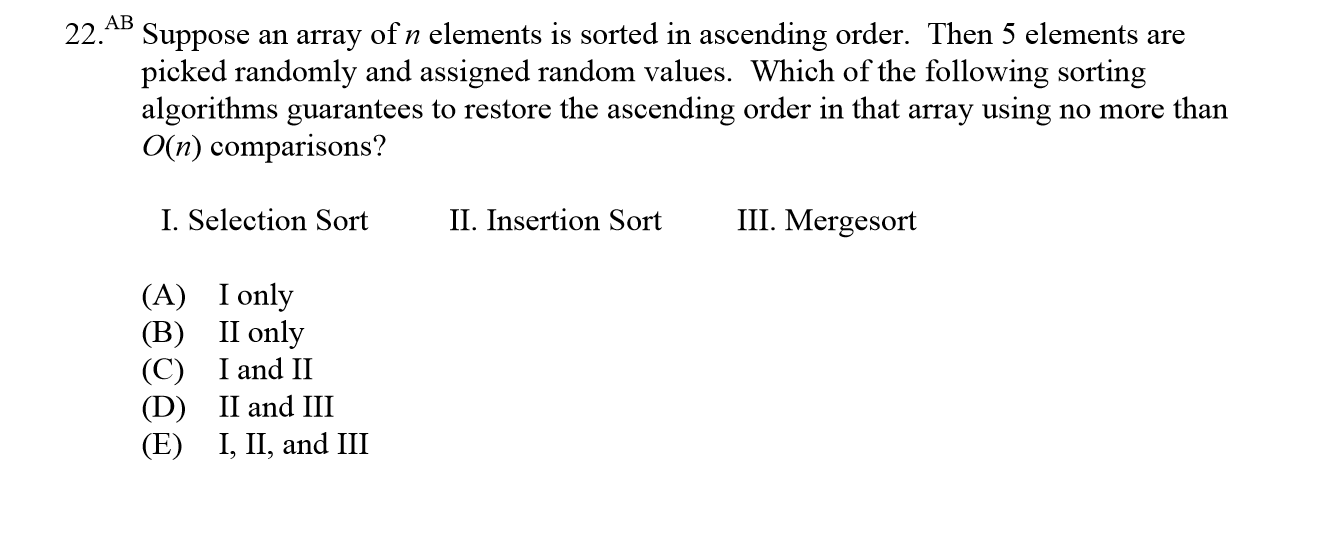 22.AB Suppose an array of n elements is sorted in ascending order. Then 5 elements are
picked randomly and assigned random values. Which of the following sorting
algorithms guarantees to restore the ascending order in that array using no more than
O(n) comparisons?
I. Selection Sort II. Insertion Sort III. Mergesort
(A) I only
(B) II only
(C) I and II
(D) II and III
(E) I, II, and III